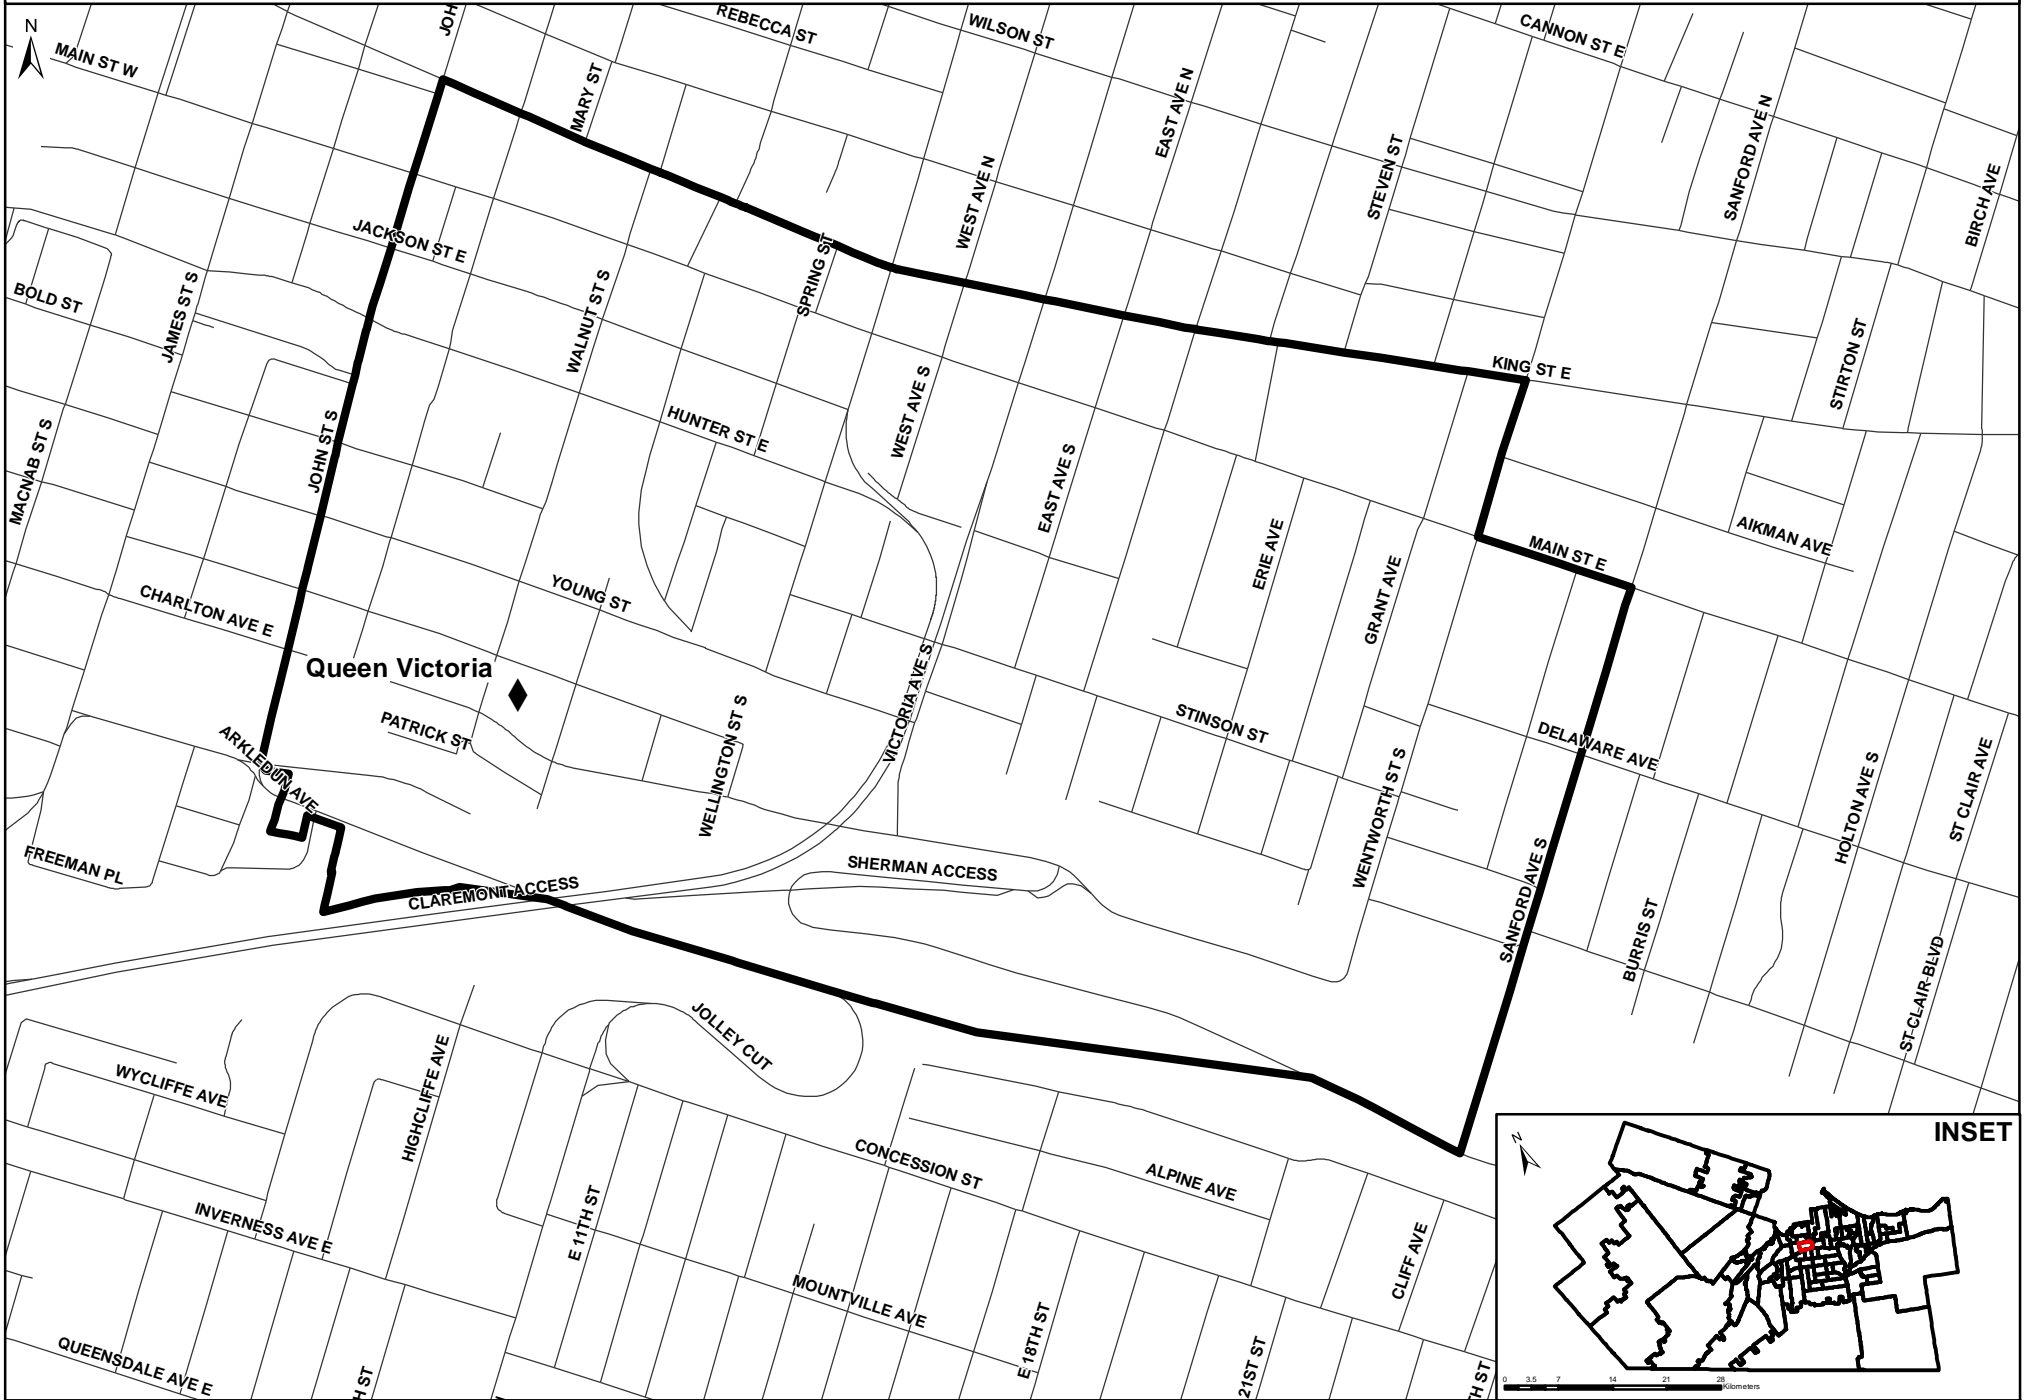 N
MAIN ST W
JOH
REBECCA ST
WILSON ST
CANNON ST E
MARY ST
EAST AVE N
SANFORD AVE N
STEVEN ST
WEST AVE N
BIRCH AVE
JACKSON ST E
SPRING ST
BOLD ST
JAMES ST S
WALNUT ST S
KING ST E
STIRTON ST
WEST AVE S
HUNTER ST E
JOHN ST S
MACNAB ST S
EAST AVE S
ERIE AVE
AIKMAN AVE
MAIN ST E
GRANT AVE
CHARLTON AVE E
YOUNG ST
Queen Victoria
VICTORIA AVE S
PATRICK ST
STINSON ST
DELAWARE AVE
ARKLEDUN AVE
WELLINGTON ST S
WENTWORTH ST S
HOLTON AVE S
ST CLAIR AVE
FREEMAN PL
SHERMAN ACCESS
CLAREMONT ACCESS
SANFORD AVE S
BURRIS ST
ST CLAIR BLVD
JOLLEY CUT
HIGHCLIFFE AVE
WYCLIFFE AVE
CONCESSION ST
ALPINE AVE
INVERNESS AVE E
E 11TH ST
CLIFF AVE
MOUNTVILLE AVE
E 18TH ST
QUEENSDALE AVE E
H ST
21ST ST
TH ST
INSET
N
0 3.5 7 14 21 28
Kilometers